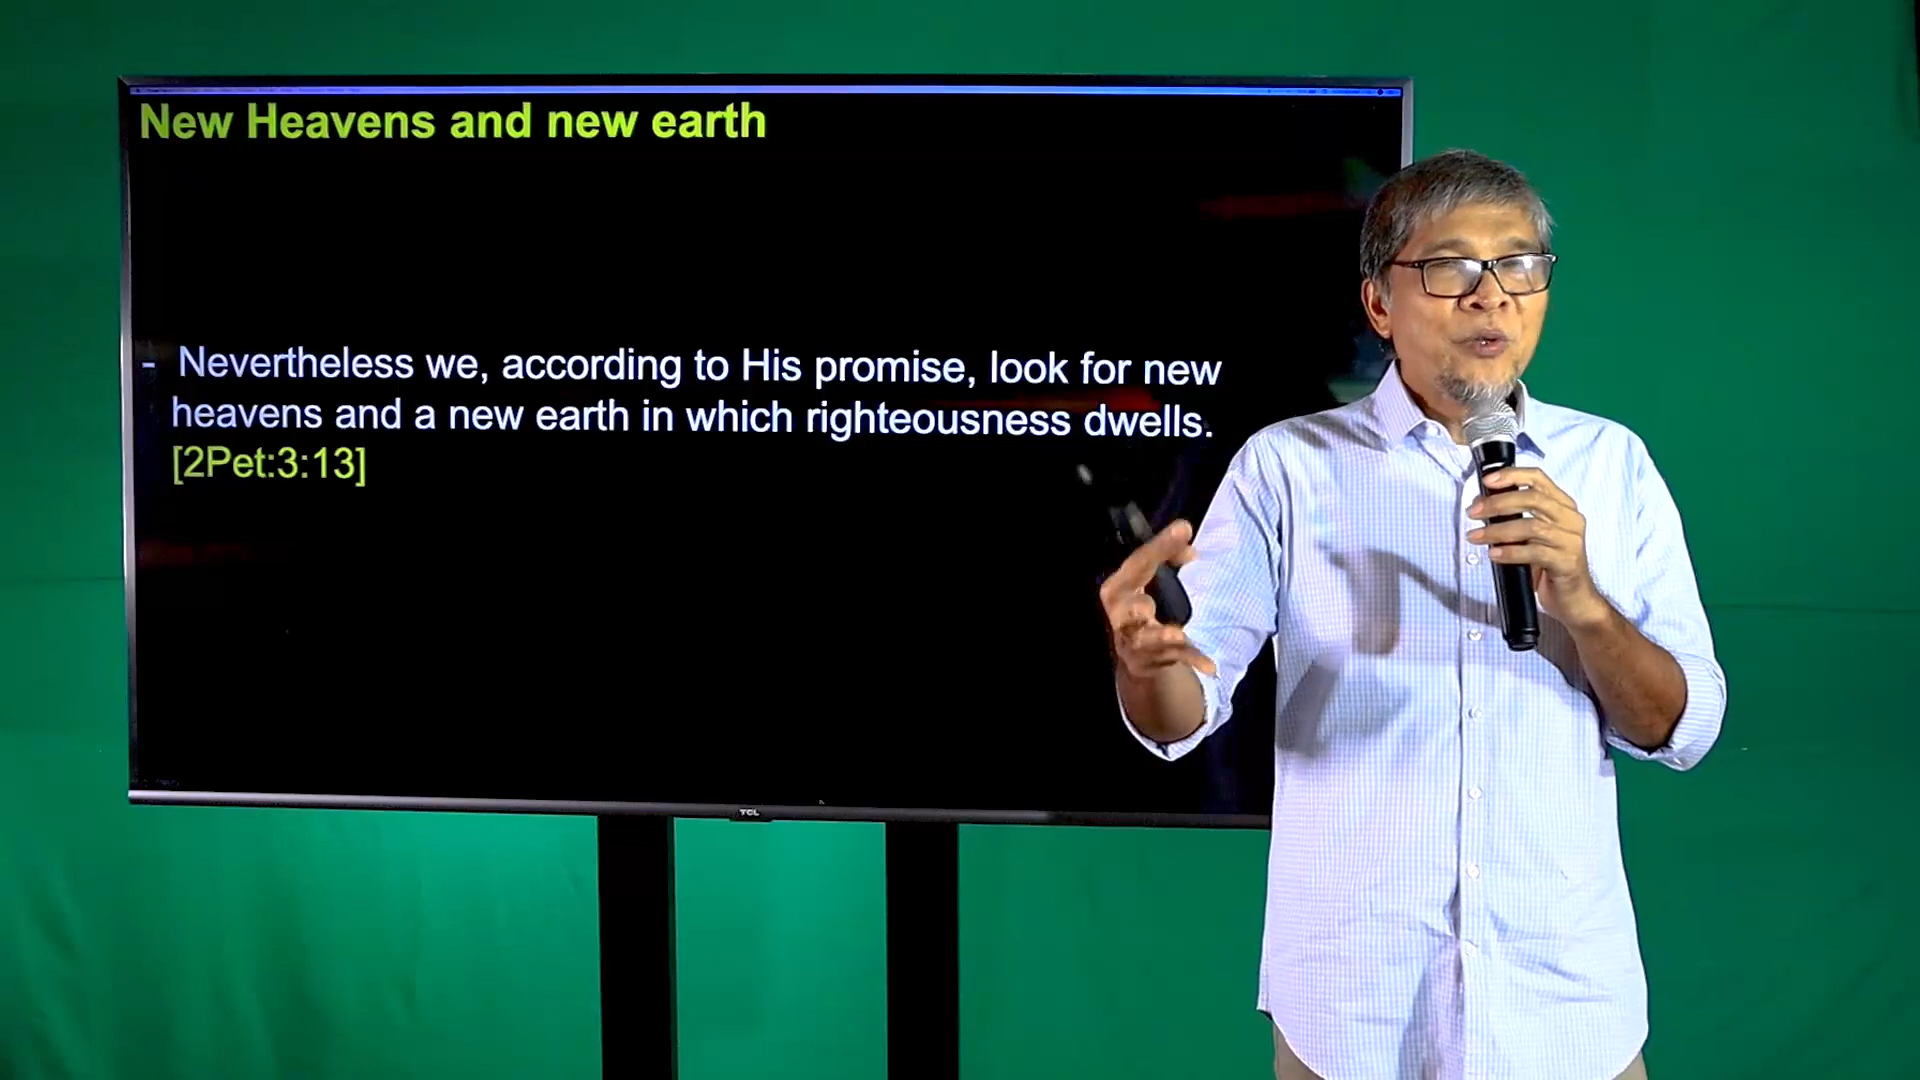 New Heavens and new earth
- Nevertheless we, according to His promise, look for new
heavens and a new earth in which righteousness dwells.
[2Pet:3:13]
TCL